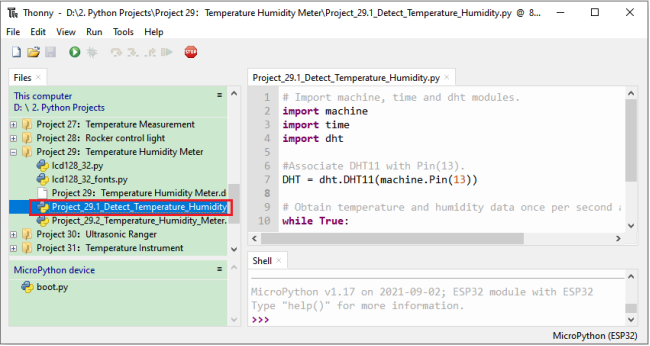 Thonny - D:\2. Python Projects\Project 29: Temperature Humidity Meter\Project_29.1_Detect_Temperature_Humidity.py @ 8...
File Edit View Run Tools Help
Files
This computer
D: \ 2. Python Projects
Project 27: Temperature Measurement
Project 28: Rocker control light
Project 29: Temperature Humidity Meter
lcd128_32.py
lcd128_32_fonts.py
Project 29: Temperature Humidity Meter.d
Project_29.1_Detect_Temperature_Humidity
Project_29.2_Temperature_Humidity_Meter.
Project 30: Ultrasonic Ranger
Project 31: Temperature Instrument
MicroPython device
boot.py
Project_29.1_Detect_Temperature_Humidity.py
1 # Import machine, time and dht modules.
2 import machine
3 import time
4 import dht
5
6 #Associate DHT11 with Pin(13).
7 DHT = dht.DHT11(machine.Pin(13))
8
9 # Obtain temperature and humidity data once per second a
10 while True:
Shell
MicroPython v1.17 on 2021-09-02; ESP32 module with ESP32
Type "help()" for more information.
>>>
MicroPython (ESP32)